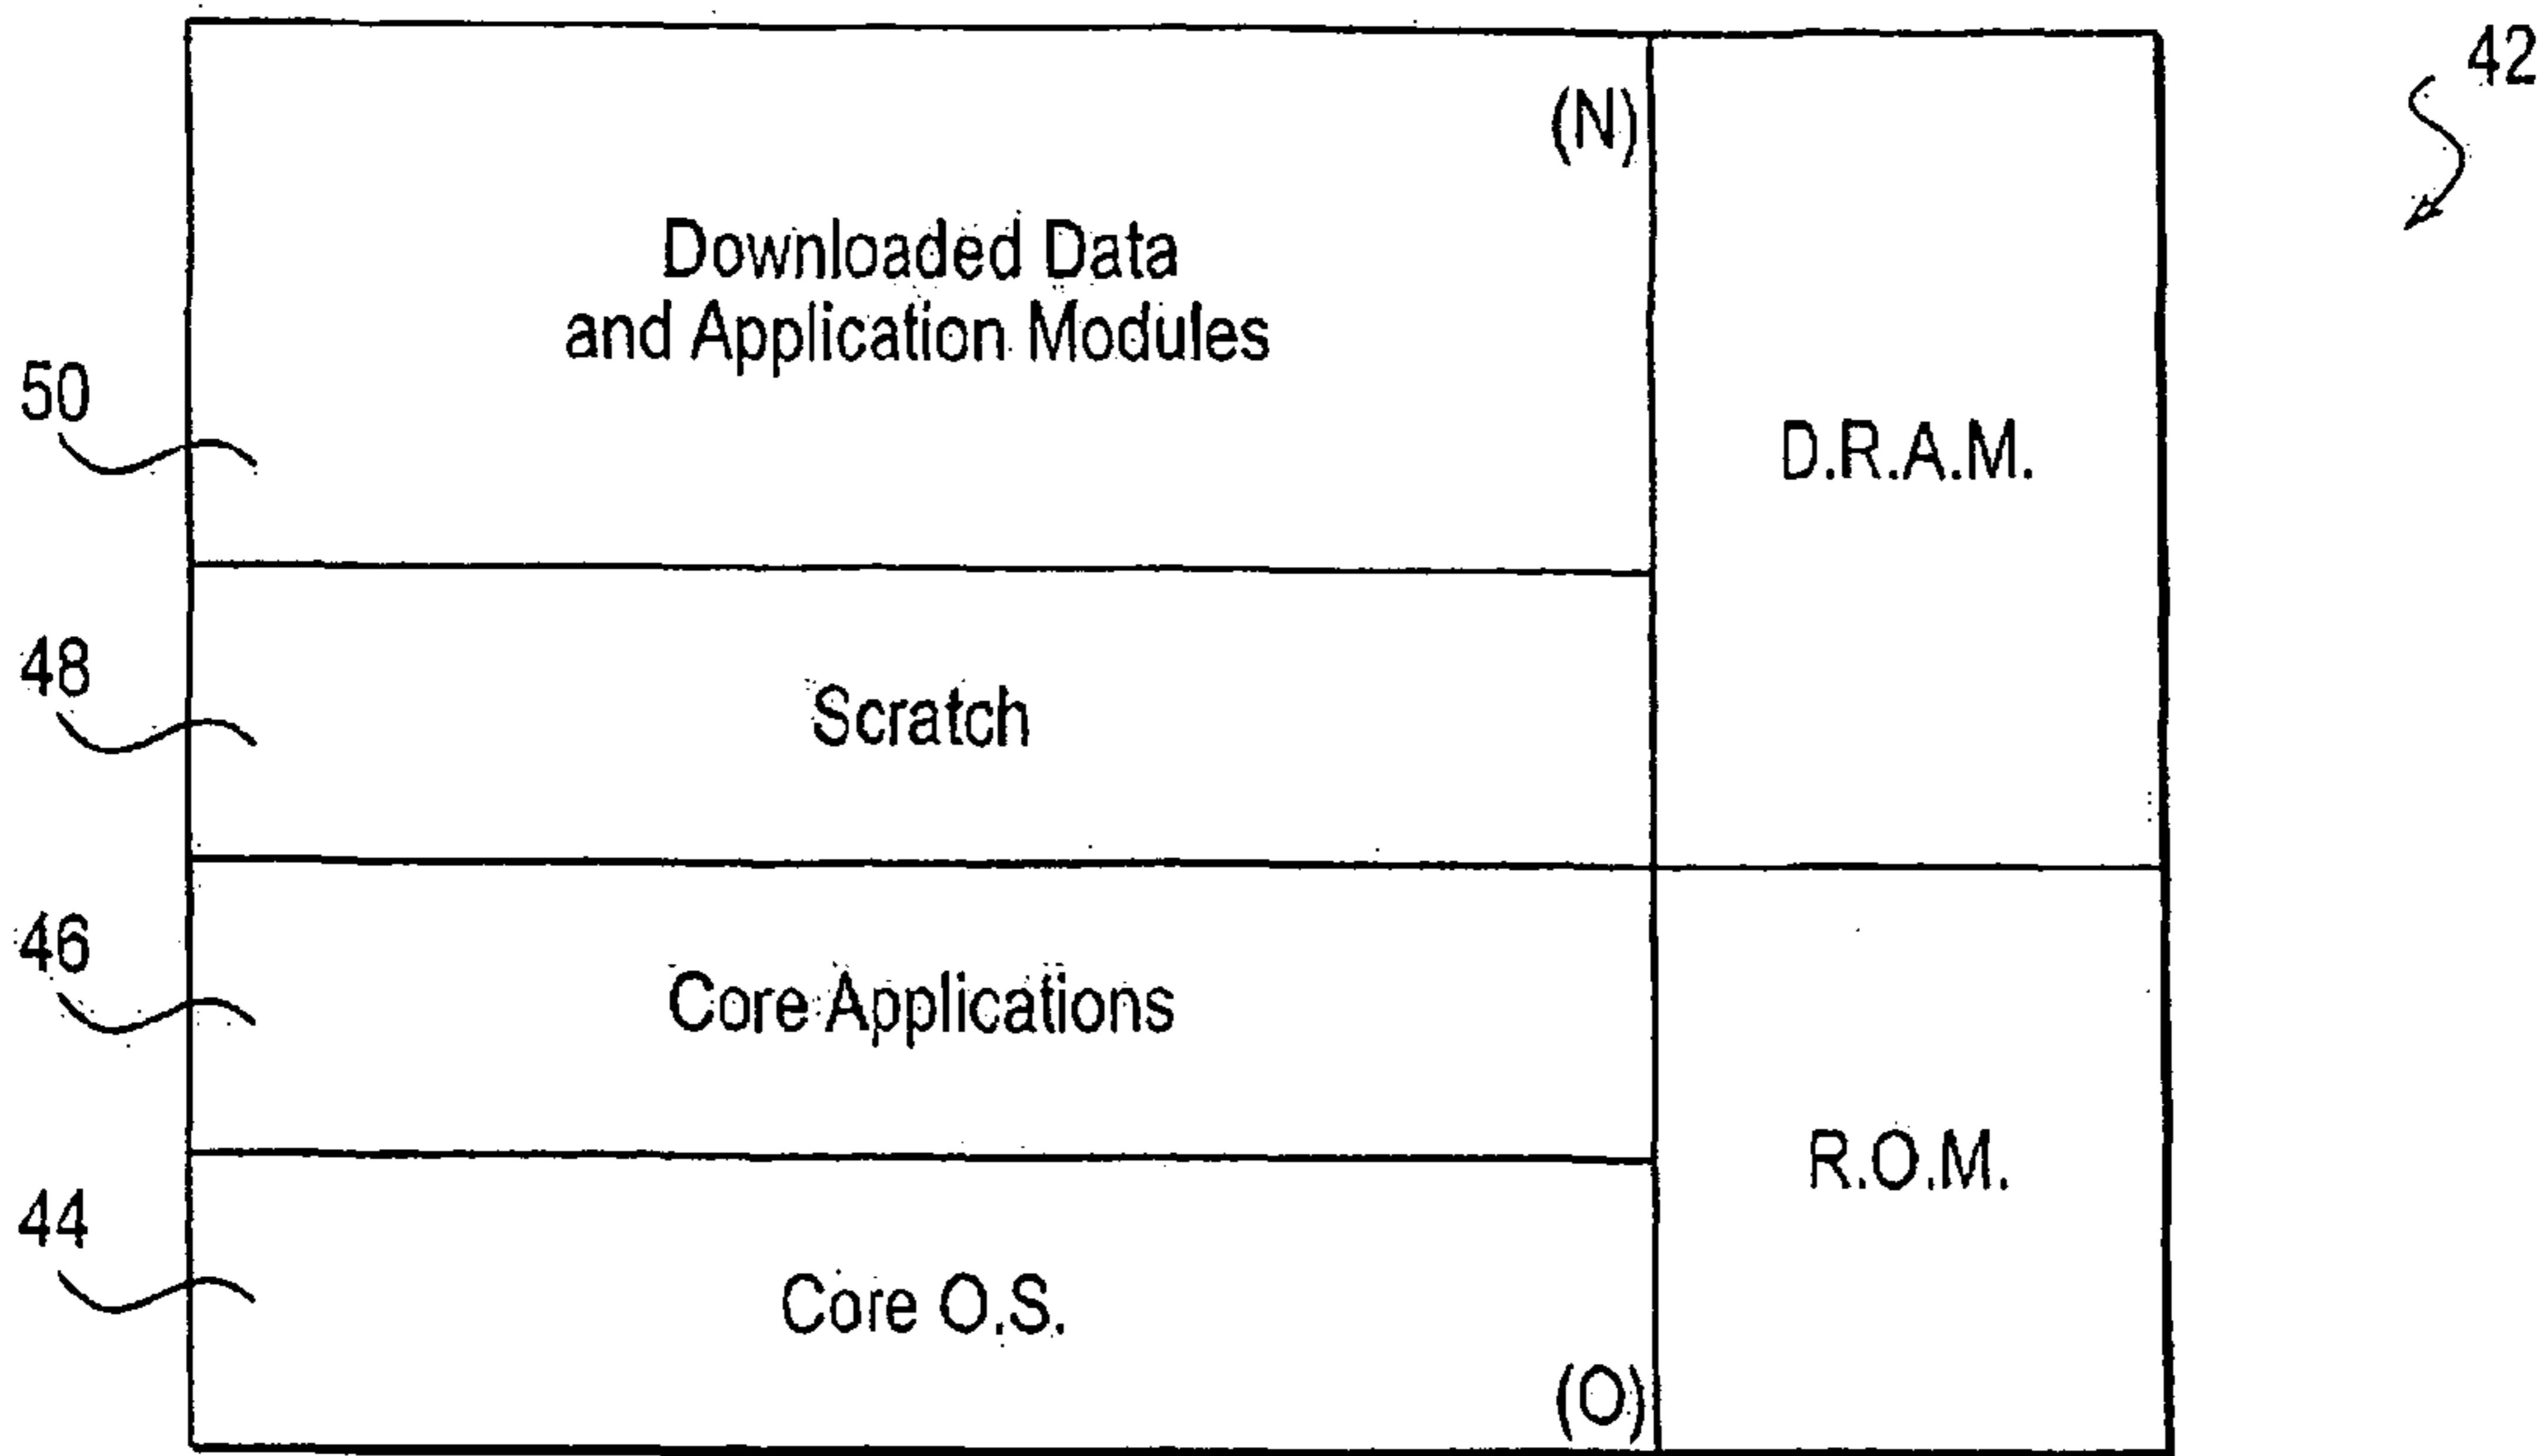 42
(N)
Downloaded Data
and Application Modules
50
D.R.A.M.
48
Scratch
46
Core Applications
R.O.M.
44
Core O.S.
(O)